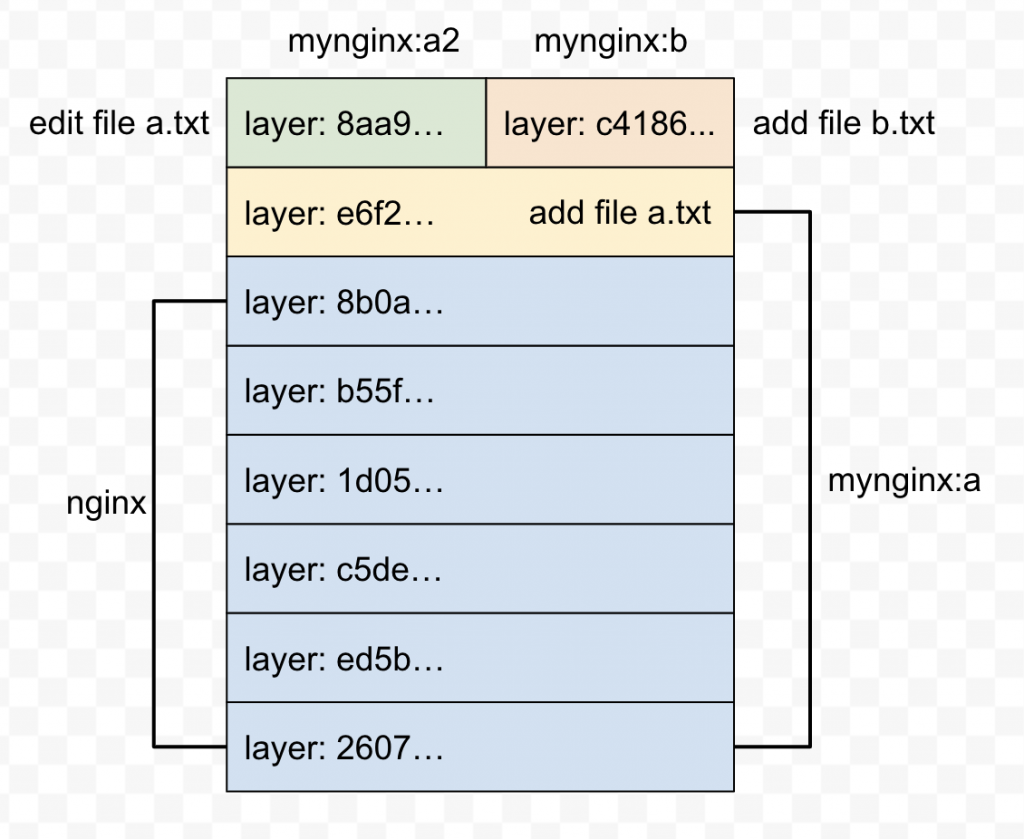 mynginx:a2 mynginx:b
edit file a.txt layer: 8aa9… layer: c4186... add file b.txt
layer: e6f2… add file a.txt
layer: 8b0a…
layer: b55f…
layer: 1d05…
mynginx:a
nginx
layer: c5de…
layer: ed5b…
layer: 2607…